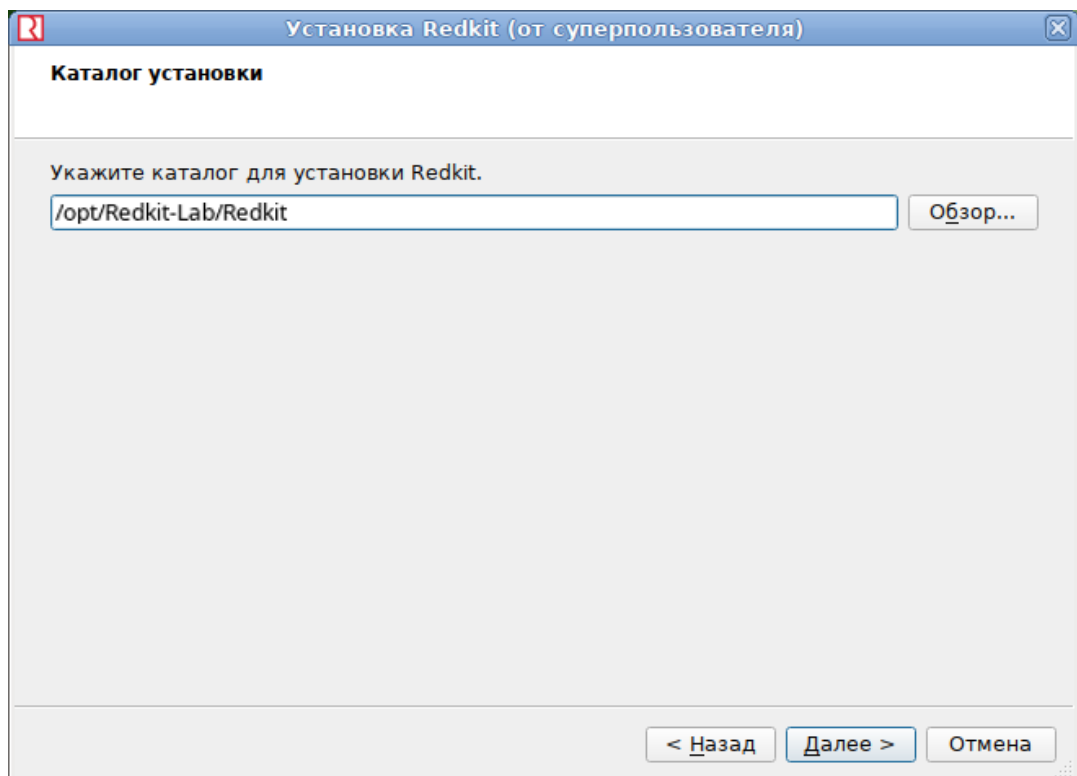 Установка Redkit (от суперпользователя)
Каталог установки
Укажите каталог для установки Redkit.
/opt/Redkit-Lab/Redkit
Обзор...
< Назад
Далее >
Отмена